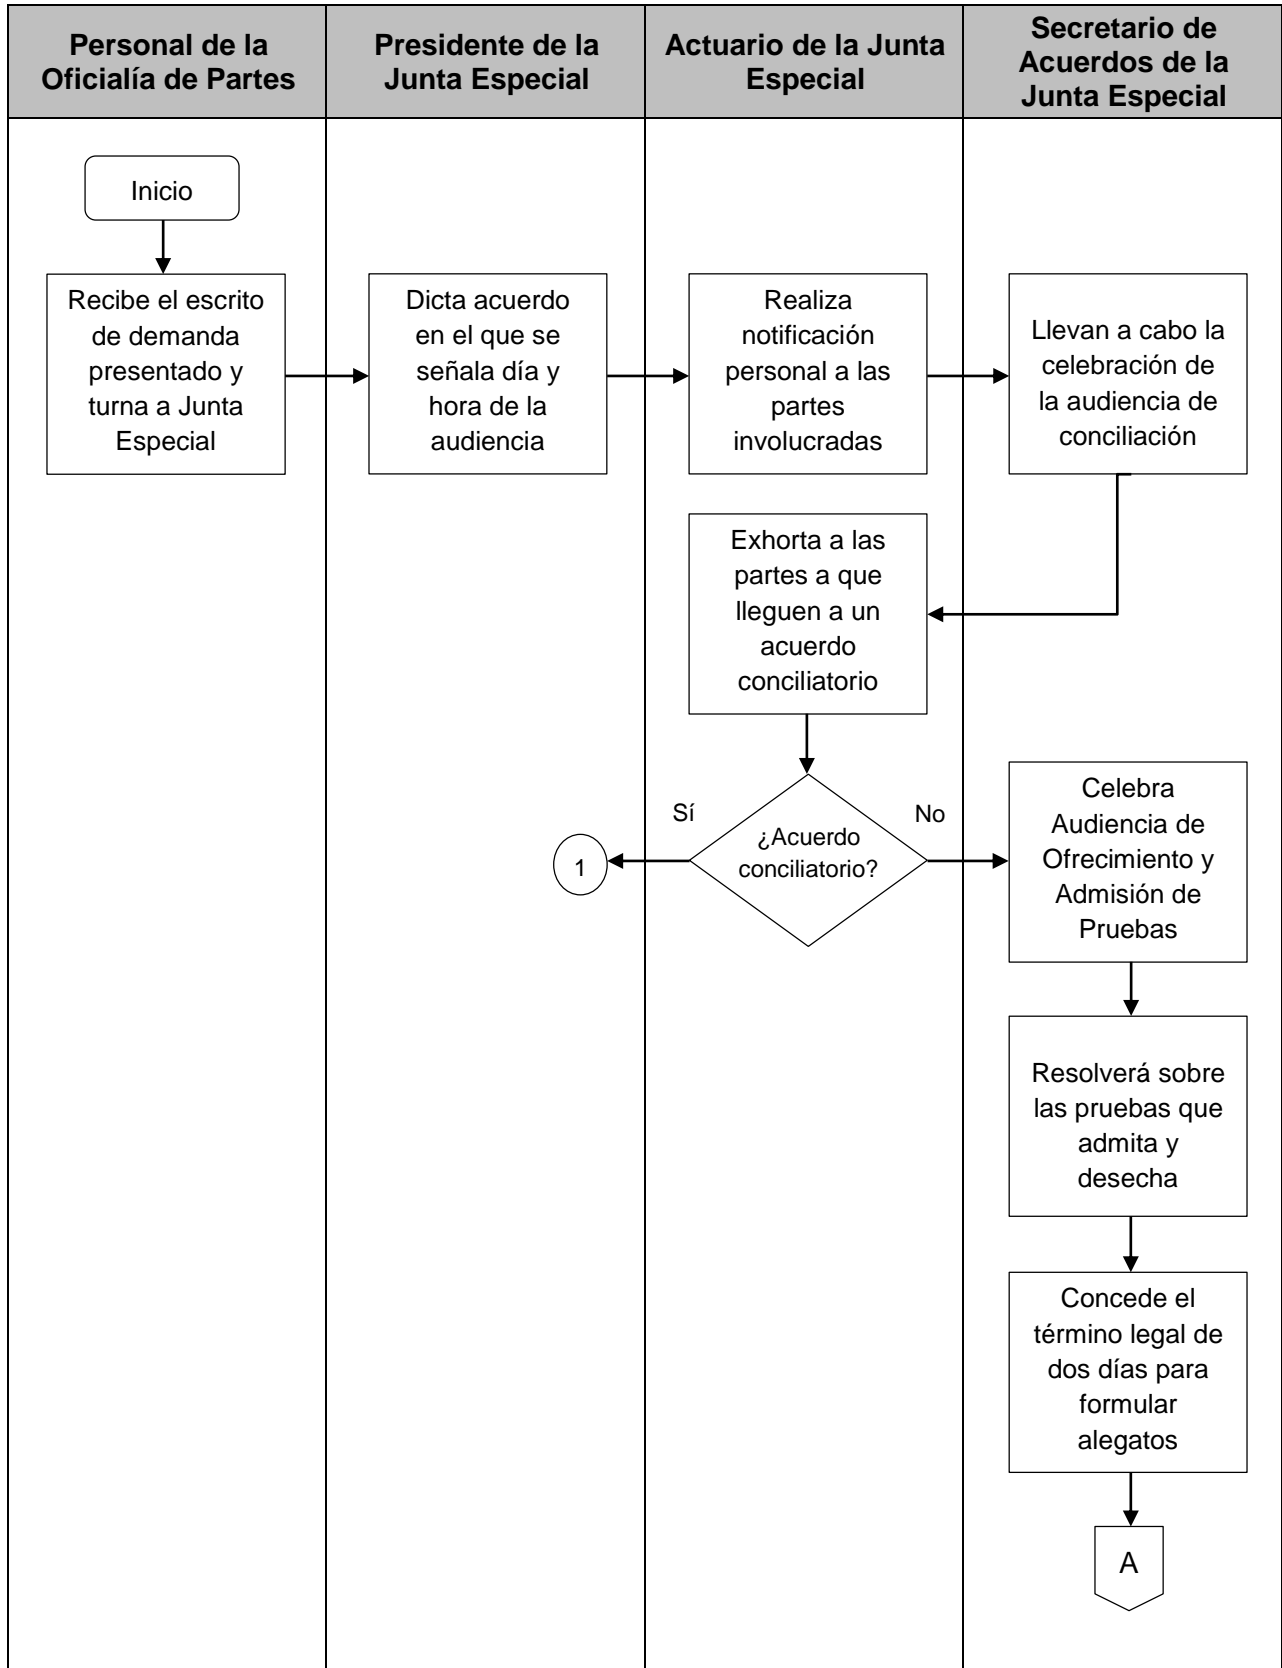 Personal de la
Oficialía de Partes
Presidente de la
Junta Especial
Actuario de la Junta
Especial
Secretario de
Acuerdos de la
Junta Especial
Inicio
Recibe el escrito
de demanda
presentado y
turna a Junta
Especial
Dicta acuerdo
en el que se
señala día y
hora de la
audiencia
Realiza
notificación
personal a las
partes
involucradas
Llevan a cabo la
celebración de
la audiencia de
conciliación
Exhorta a las
partes a que
lleguen a un
acuerdo
conciliatorio
¿Acuerdo
conciliatorio?
Sí
No
1
Celebra
Audiencia de
Ofrecimiento y
Admisión de
Pruebas
Resolverá sobre
las pruebas que
admita y
desecha
Concede el
término legal de
dos días para
formular
alegatos
A